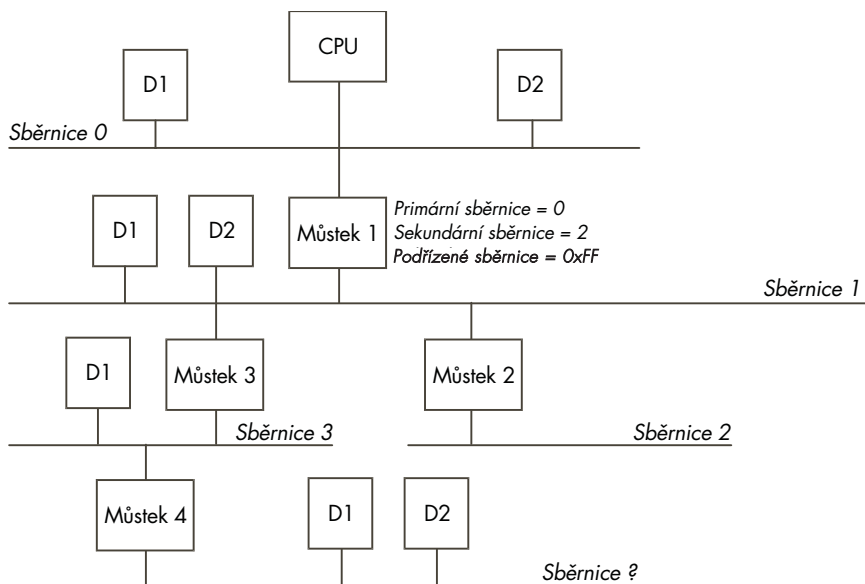 CPU
D1
D2
Sběrnice 0
D1
D2
Můstek 1
Primární sběrnice = 0
Sekundární sběrnice = 2
Podřízené sběrnice = 0xFF
Sběrnice 1
D1
Můstek 3
Můstek 2
Sběrnice 3
Sběrnice 2
Můstek 4
D1
D2
Sběrnice ?